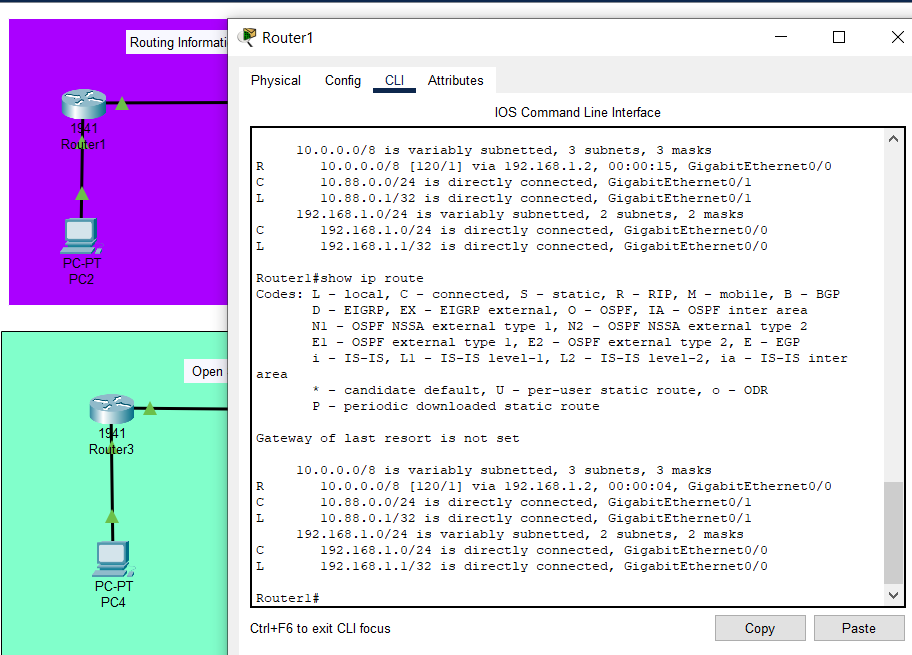 Routing Informati
1941
Router1
PC-PT
PC2
Open
1941
Router3
PC-PT
PC4
Router1
Physical Config CLI Attributes
IOS Command Line Interface
10.0.0.0/8 is variably subnetted, 3 subnets, 3 masks
R 10.0.0.0/8 [120/1] via 192.168.1.2, 00:00:15, GigabitEthernet0/0
C 10.88.0.0/24 is directly connected, GigabitEthernet0/1
L 10.88.0.1/32 is directly connected, GigabitEthernet0/1
192.168.1.0/24 is variably subnetted, 2 subnets, 2 masks
C 192.168.1.0/24 is directly connected, GigabitEthernet0/0
L 192.168.1.1/32 is directly connected, GigabitEthernet0/0
Router1#show ip route
Codes: L - local, C - connected, S - static, R - RIP, M - mobile, B - BGP
D - EIGRP, EX - EIGRP external, O - OSPF, IA - OSPF inter area
N1 - OSPF NSSA external type 1, N2 - OSPF NSSA external type 2
E1 - OSPF external type 1, E2 - OSPF external type 2, E - EGP
i - IS-IS, L1 - IS-IS level-1, L2 - IS-IS level-2, ia - IS-IS inter
area
* - candidate default, U - per-user static route, o - ODR
P - periodic downloaded static route
Gateway of last resort is not set
10.0.0.0/8 is variably subnetted, 3 subnets, 3 masks
R 10.0.0.0/8 [120/1] via 192.168.1.2, 00:00:04, GigabitEthernet0/0
C 10.88.0.0/24 is directly connected, GigabitEthernet0/1
L 10.88.0.1/32 is directly connected, GigabitEthernet0/1
192.168.1.0/24 is variably subnetted, 2 subnets, 2 masks
C 192.168.1.0/24 is directly connected, GigabitEthernet0/0
L 192.168.1.1/32 is directly connected, GigabitEthernet0/0
Router1#
Ctrl+F6 to exit CLI focus
Copy Paste